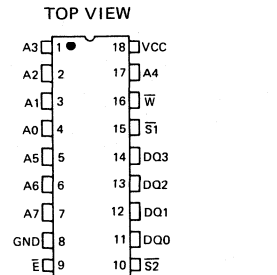 TOP VIEW
A3 1 18 VCC
A2 2 17 A4
A1 3 16 W̅
A0 4 15 S̅1̅
A5 5 14 DQ3
A6 6 13 DQ2
A7 7 12 DQ1
GND 8 11 DQ0
E̅ 9 10 S̅2̅